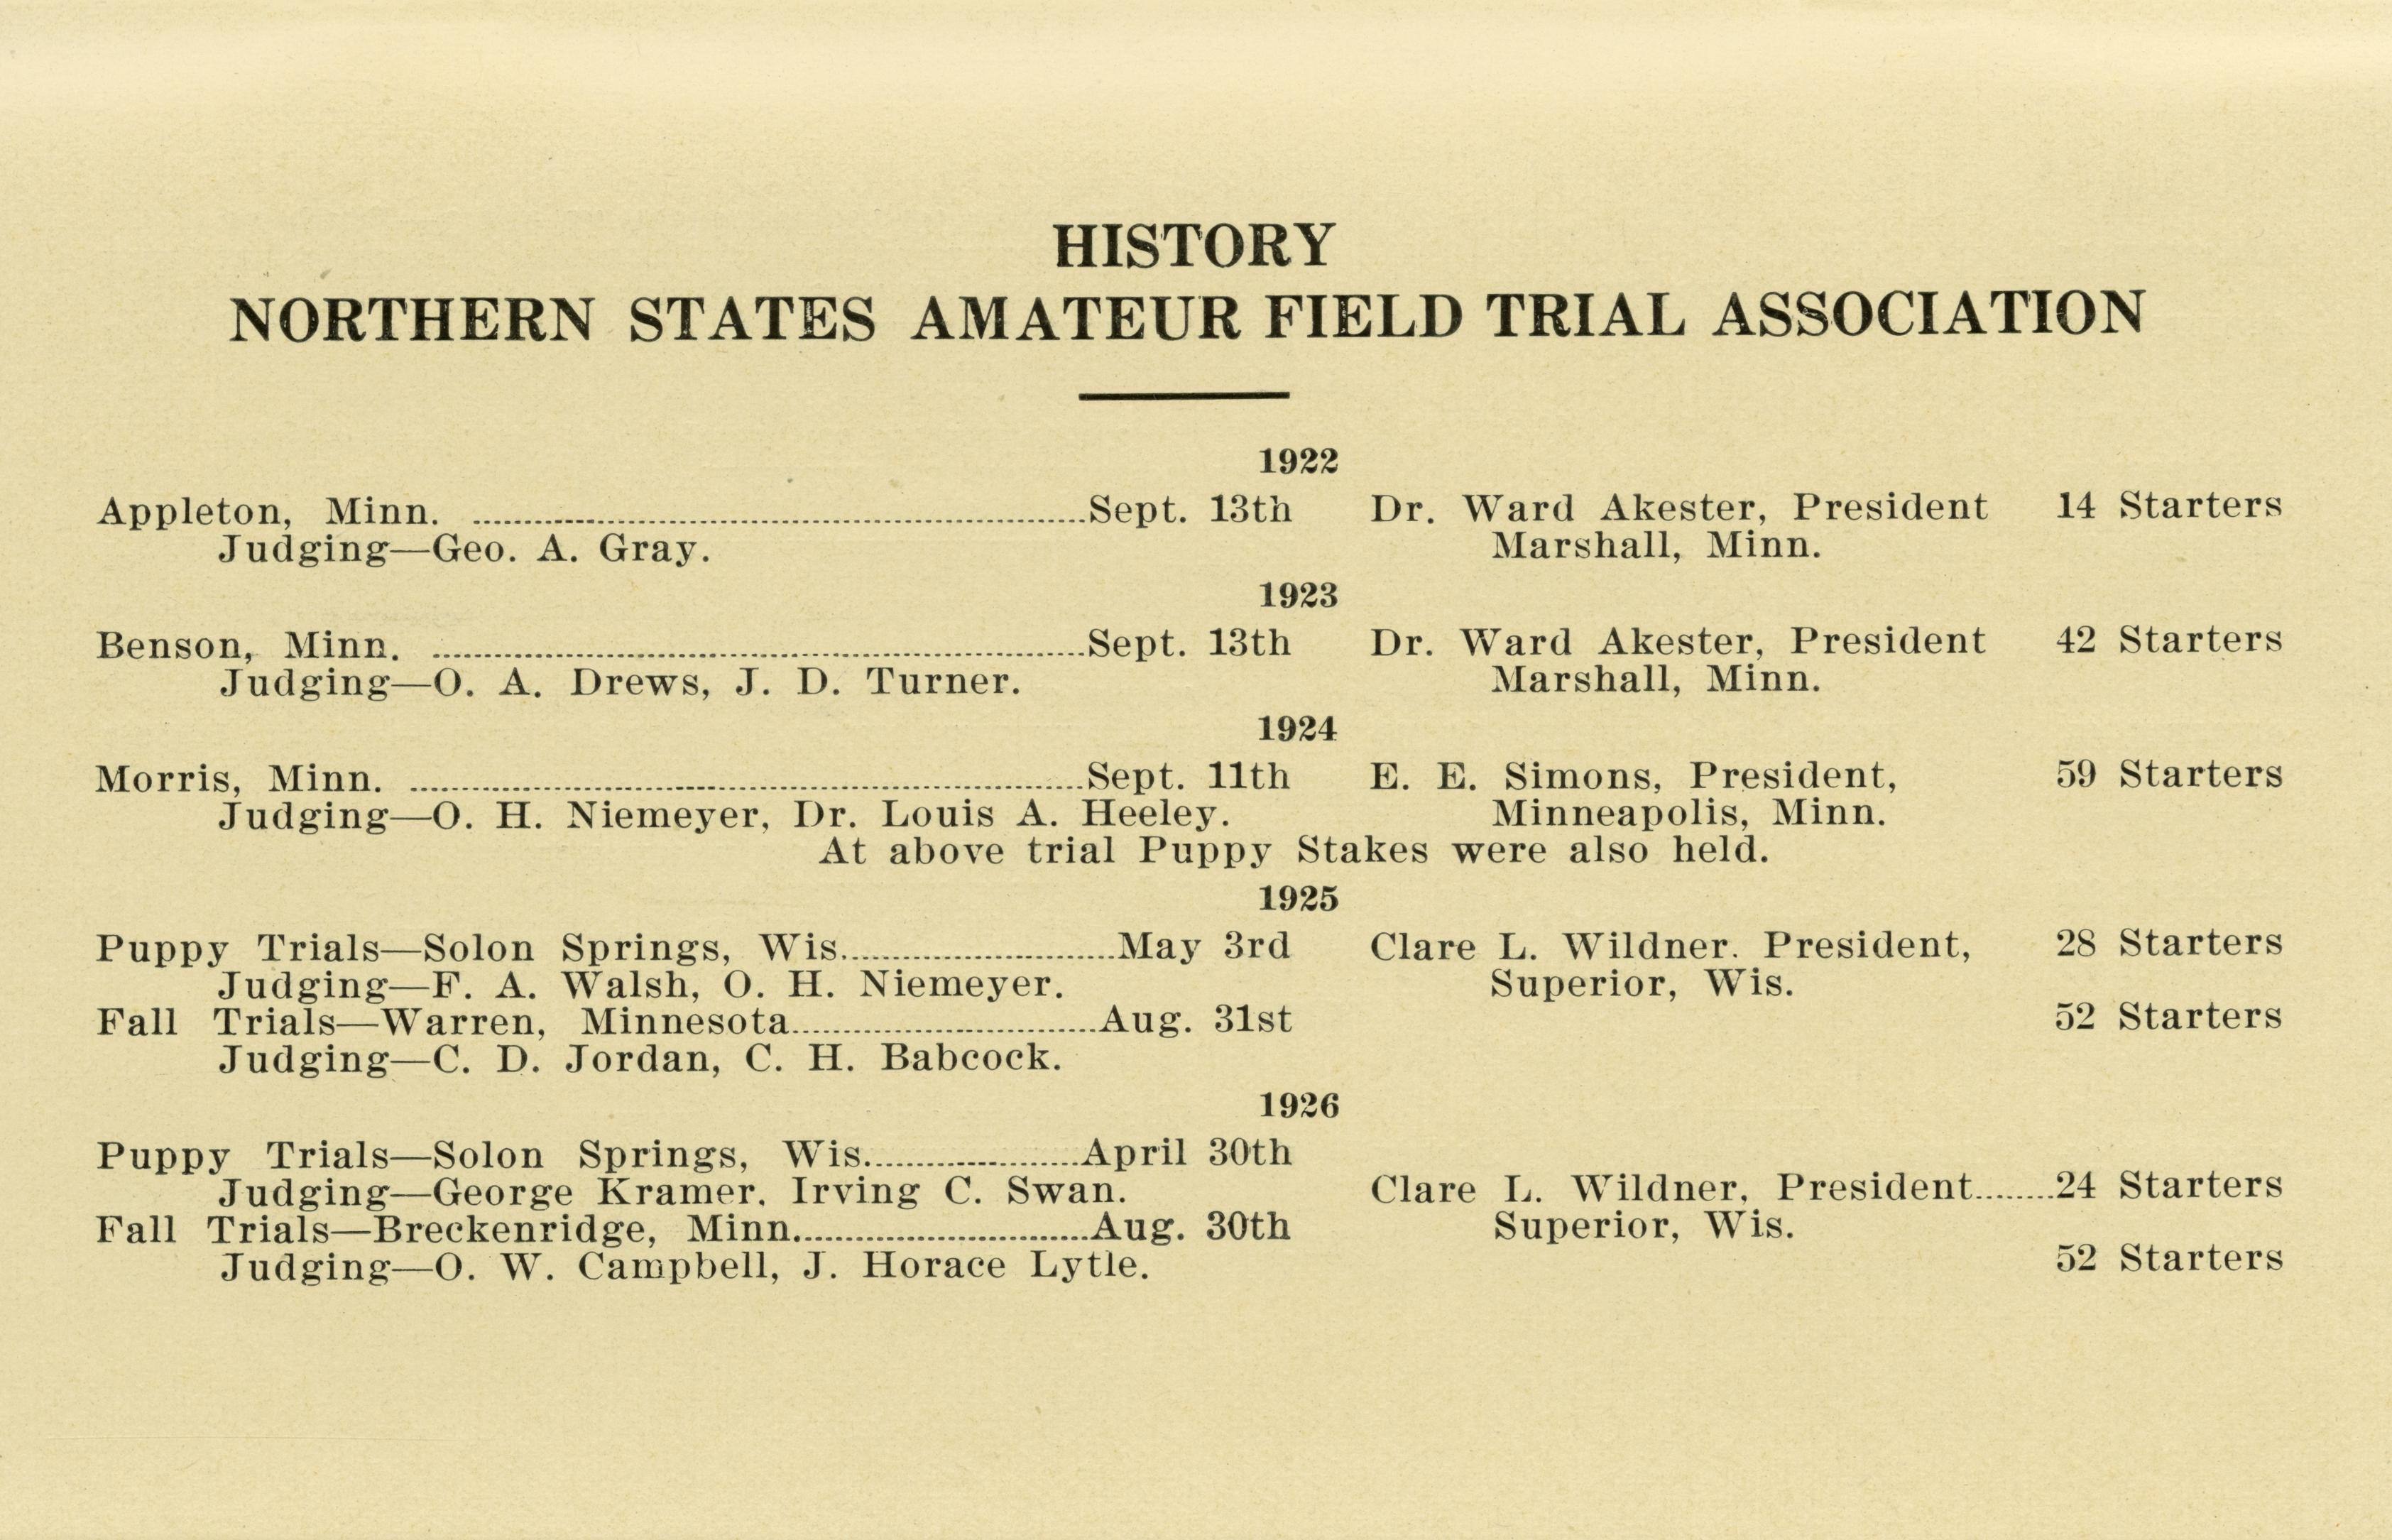 HISTORY
NORTHERN STATES AMATEUR FIELD TRIAL ASSOCIATION
1922
Appleton, Minn. ........................Sept. 13th Dr. Ward Akester, President 14 Starters
Judging—Geo. A. Gray. Marshall, Minn.
1923
Benson, Minn. ........................Sept. 13th Dr. Ward Akester, President 42 Starters
Judging—O. A. Drews, J. D. Turner. Marshall, Minn.
1924
Morris, Minn. ........................Sept. 11th E. E. Simons, President, 59 Starters
Judging—O. H. Niemeyer, Dr. Louis A. Heeley. Minneapolis, Minn.
At above trial Puppy Stakes were also held.
1925
Puppy Trials—Solon Springs, Wis.........................May 3rd Clare L. Wildner. President, 28 Starters
Judging—F. A. Walsh, O. H. Niemeyer. Superior, Wis.
Fall Trials—Warren, Minnesota........................Aug. 31st 52 Starters
Judging—C. D. Jordan, C. H. Babcock.
1926
Puppy Trials—Solon Springs, Wis.....................April 30th
Judging—George Kramer. Irving C. Swan. Clare L. Wildner, President........24 Starters
Fall Trials—Breckenridge, Minn.........................Aug. 30th Superior, Wis.
Judging—O. W. Campbell, J. Horace Lytle. 52 Starters